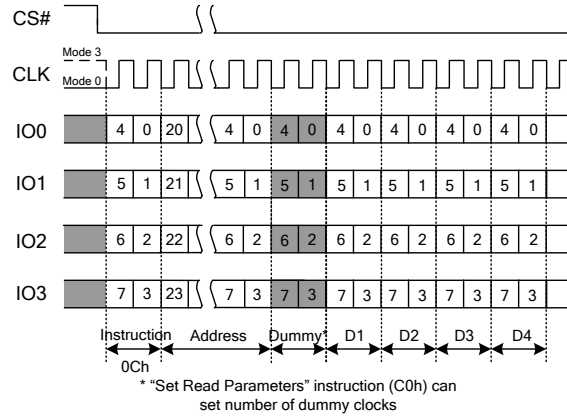 CS#
Mode 3
CLK
Mode 0
IO0 4 0 20 4 0 4 0 4 0 4 0 4 0 4 0
IO1 5 1 21 5 1 5 1 5 1 5 1 5 1 5 1
IO2 6 2 22 6 2 6 2 6 2 6 2 6 2 6 2
IO3 7 3 23 7 3 7 3 7 3 7 3 7 3 7 3
Instruction Address Dummy* D1 D2 D3 D4
0Ch
* “Set Read Parameters” instruction (C0h) can
set number of dummy clocks